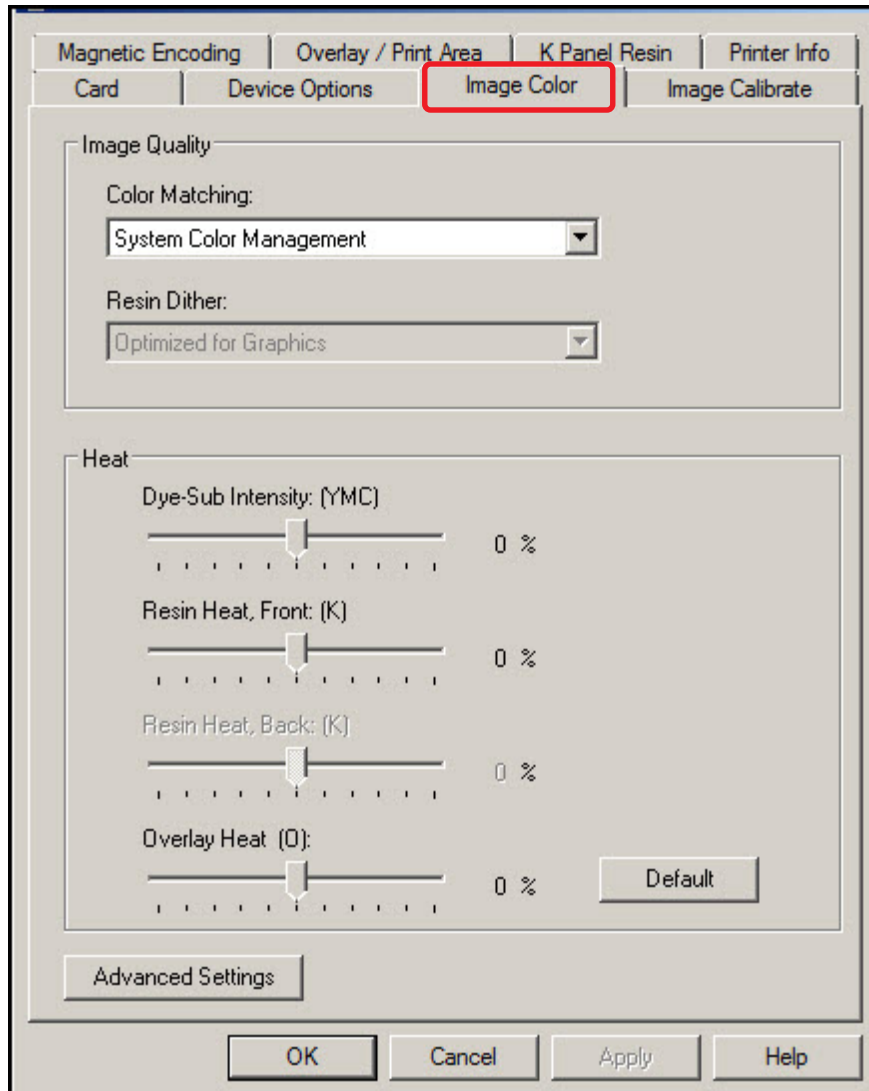 Magnetic Encoding Overlay / Print Area K Panel Resin Printer Info
Card Device Options Image Color Image Calibrate
Image Quality
Color Matching:
System Color Management
Resin Dither:
Optimized for Graphics
Heat
Dye-Sub Intensity: (YMC)
0 %
Resin Heat, Front: (K)
0 %
Resin Heat, Back: (K)
0 %
Overlay Heat (O):
0 % Default
Advanced Settings
OK Cancel Apply Help